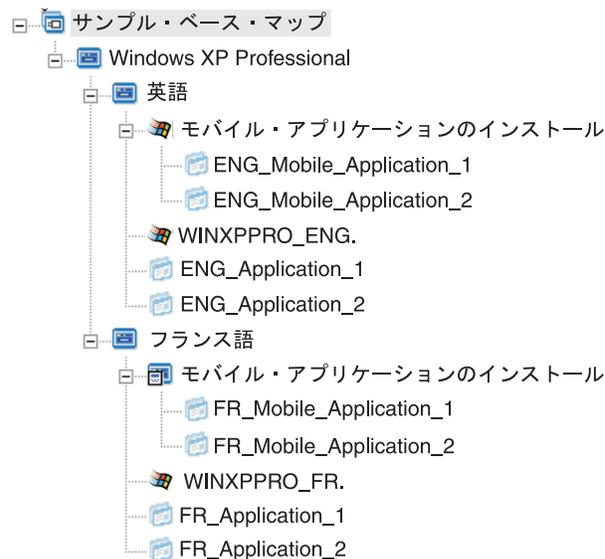 サンプル・ベース・マップ
Windows XP Professional
英語
モバイル・アプリケーションのインストール
ENG_Mobile_Application_1
ENG_Mobile_Application_2
WINXPPRO_ENG.
ENG_Application_1
ENG_Application_2
フランス語
モバイル・アプリケーションのインストール
FR_Mobile_Application_1
FR_Mobile_Application_2
WINXPPRO_FR.
FR_Application_1
FR_Application_2